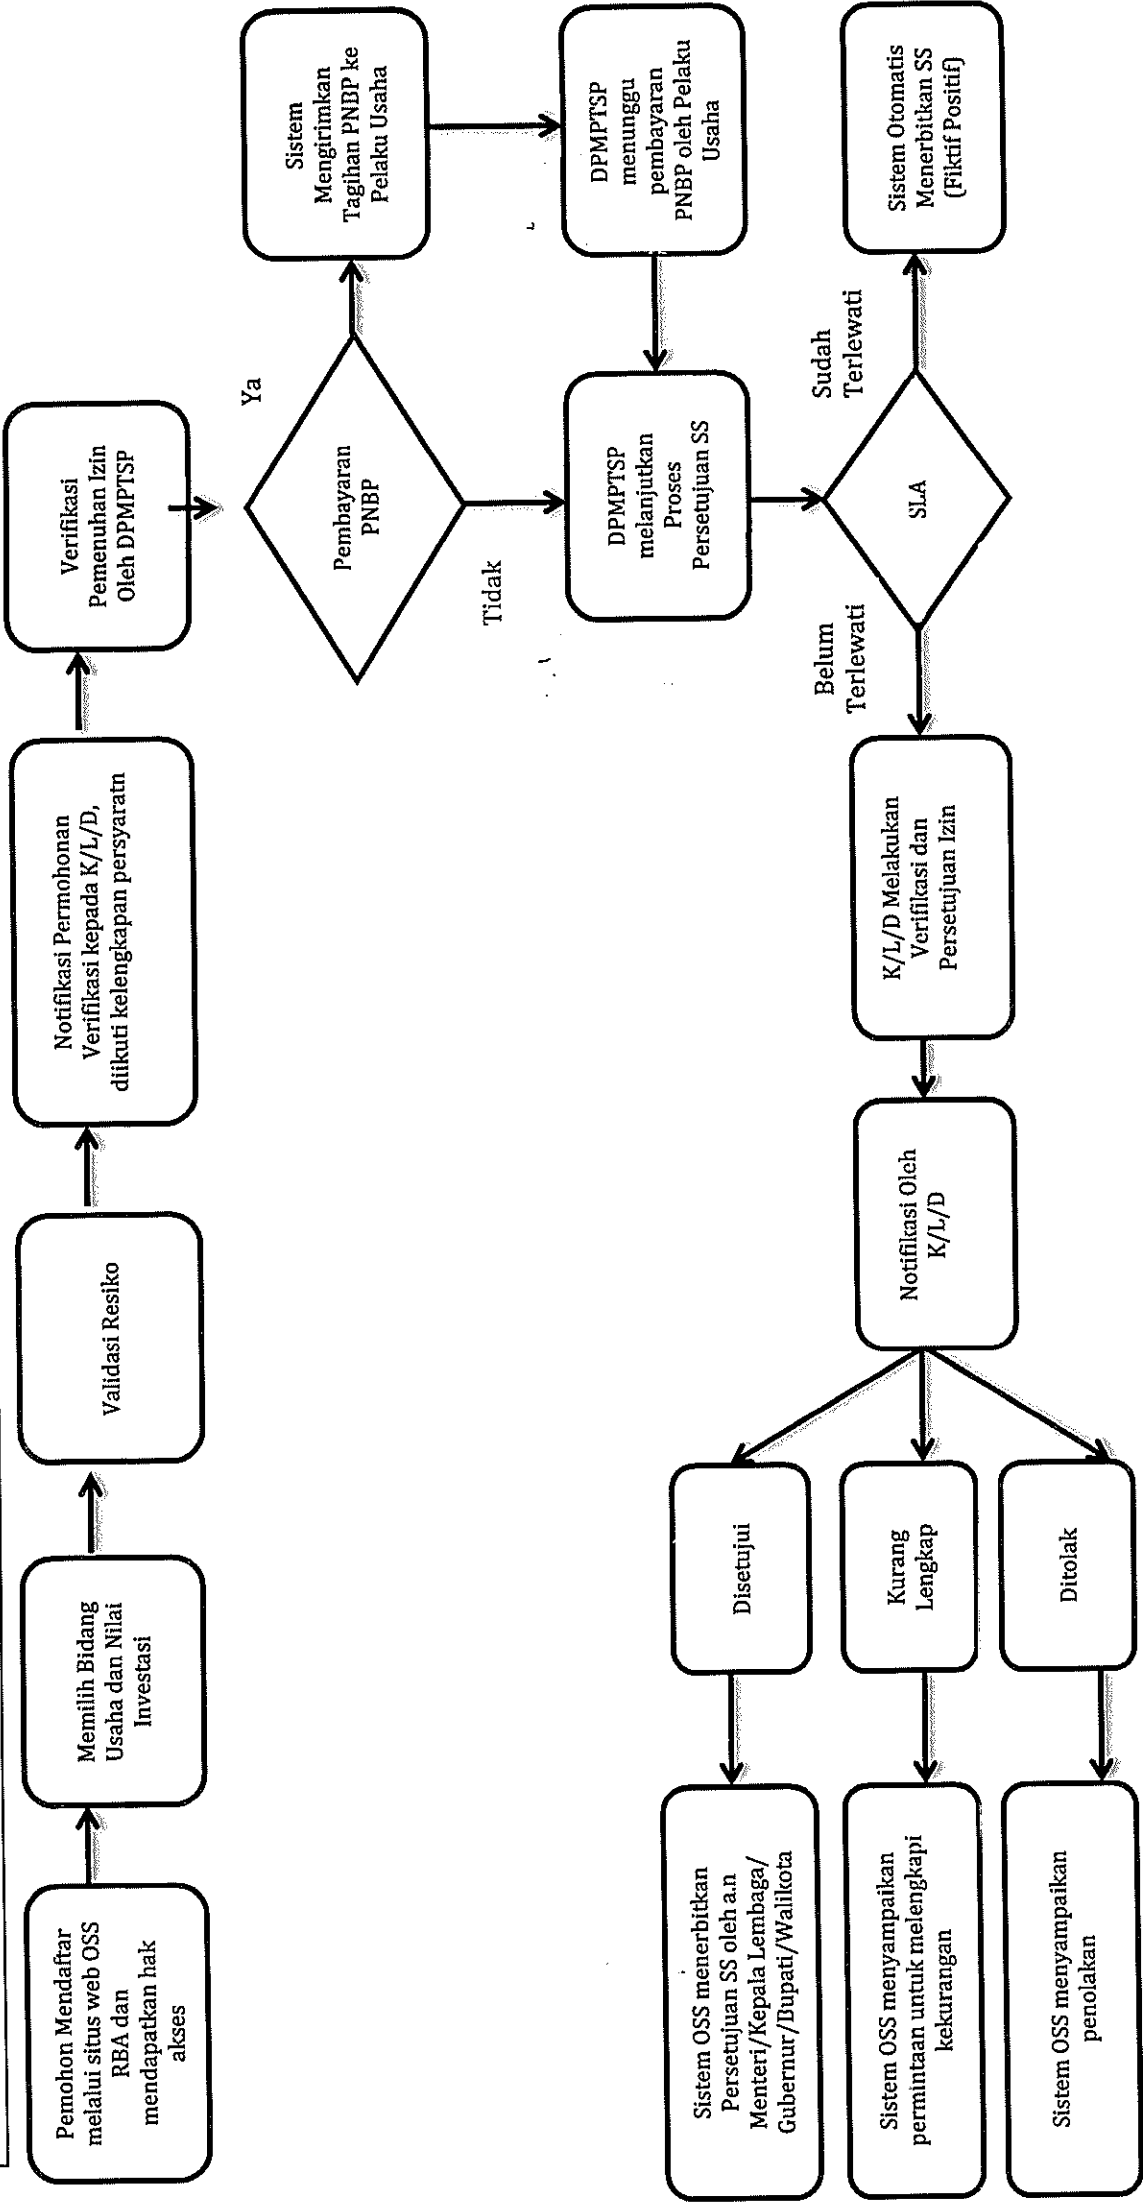 Pemohon Mendaftar
melalui situs web OSS
RBA dan
mendapatkan hak
akses
Memilih Bidang
Usaha dan Nilai
Investasi
Validasi Resiko
Notifikasi Permohonan
Verifikasi kepada K/L/D,
diikuti kelengkapan persyaratn
Verifikasi
Pemenuhan Izin
Oleh DPMPTSP
Pembayaran
PNBP
Ya
Sistem
Mengirimkan
Tagihan PNBP ke
Pelaku Usaha
DPMPTSP
menunggu
pembayaran
PNBP oleh Pelaku
Usaha
Tidak
DPMPTSP
melanjutkan
Proses
Persetujuan SS
SLA
Sudah
Terlewati
Sistem Otomatis
Menerbitkan SS
(Fiktif Positif)
Belum
Terlewati
K/L/D Melakukan
Verifikasi dan
Persetujuan Izin
Notifikasi Oleh
K/L/D
Disetujui
Kurang
Lengkap
Ditolak
Sistem OSS menerbitkan
Persetujuan SS oleh a.n
Menteri/Kepala Lembaga/
Gubernur/Dupati/Walikota
Sistem OSS menyampaikan
permintaan untuk melengkapi
kekurangan
Sistem OSS menyampaikan
penolakan